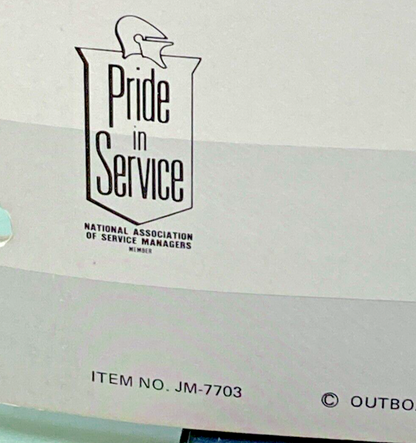 Pride
in
Service
NATIONAL ASSOCIATION
OF SERVICE MANAGERS
MEMBER
ITEM NO. JM-7703
© OUTBO